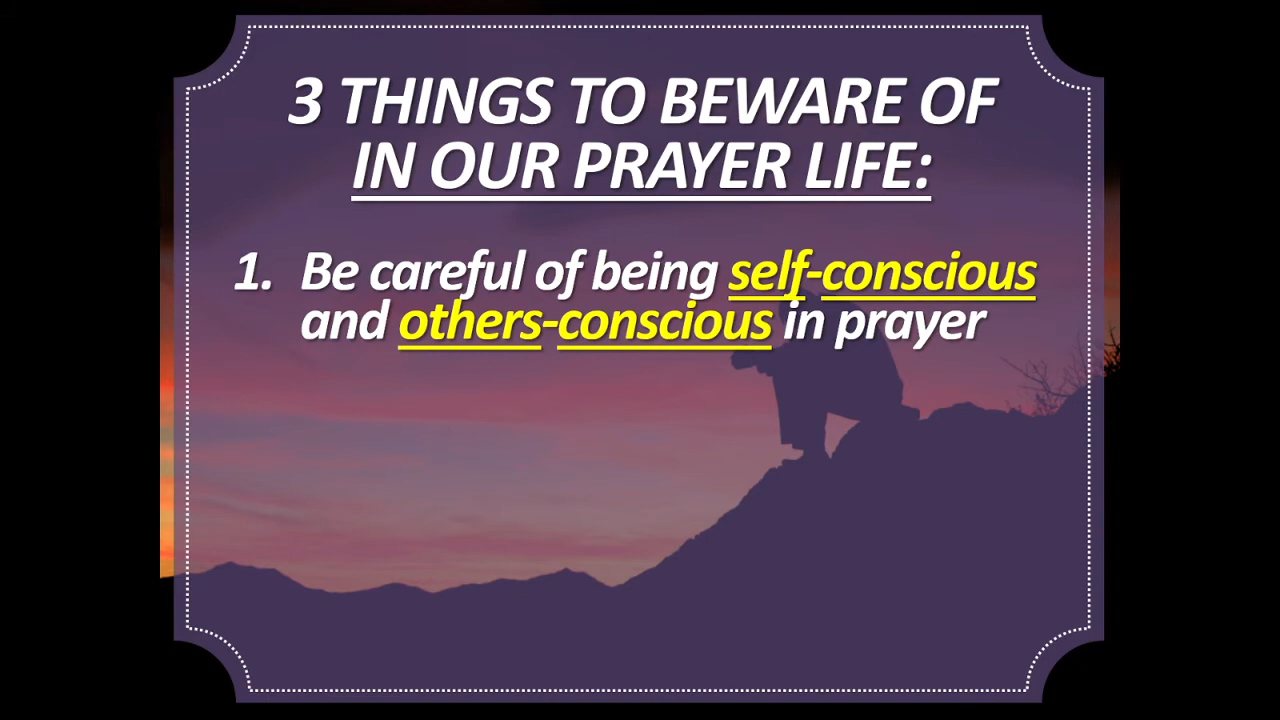 3 THINGS TO BEWARE OF
IN OUR PRAYER LIFE:
1. Be careful of being self-conscious
and others-conscious in prayer